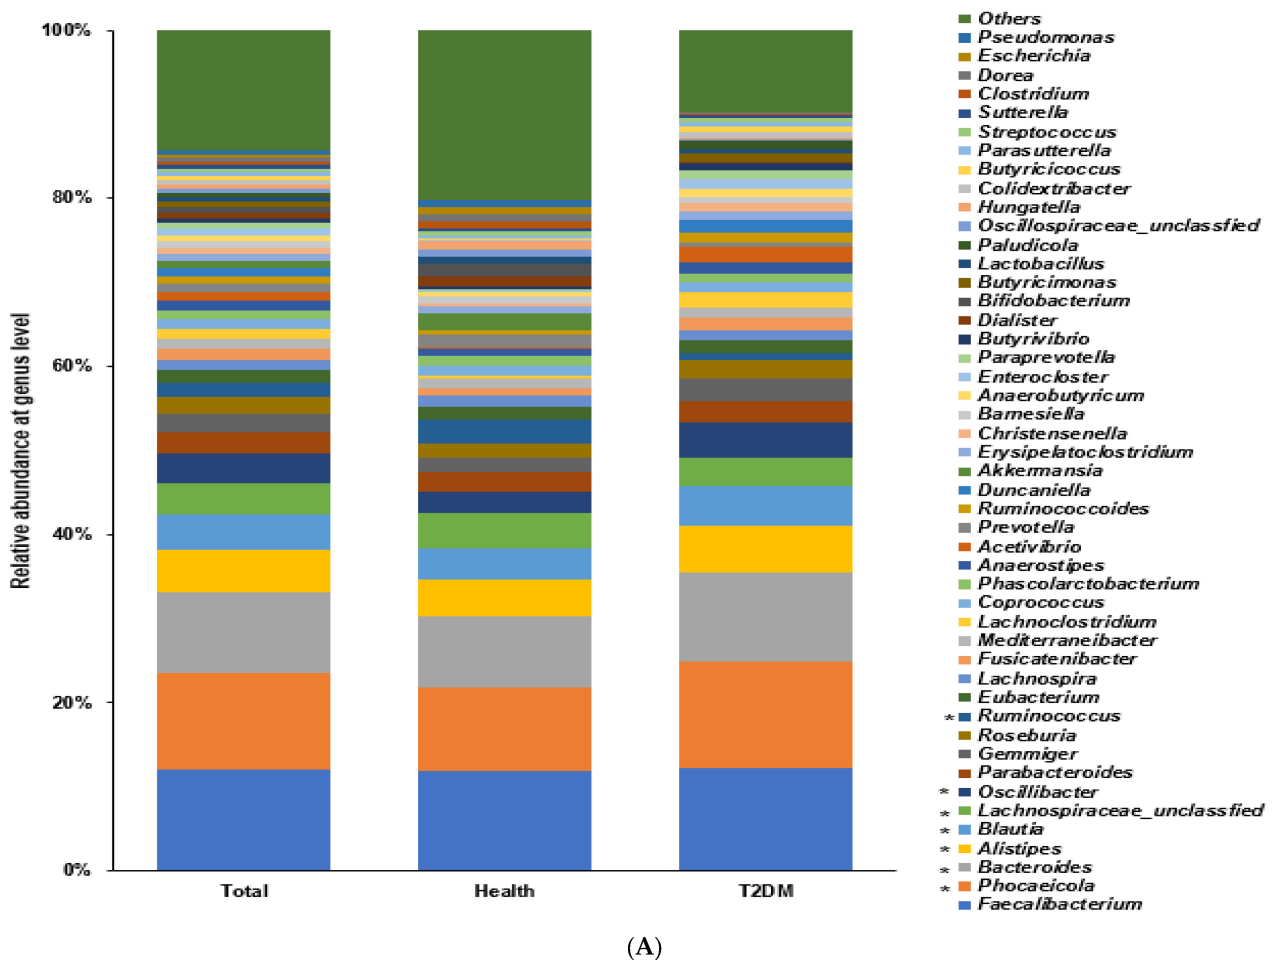 Relative abundance at genus level
100%
80%
60%
40%
20%
0%
Total
Health
T2DM
Others
Pseudomonas
Escherichia
Dorea
Clostridium
Sutterella
Streptococcus
Parasutterella
Butyricicoccus
Colidextribacter
Hungatella
Oscillospiraceae_unclassfied
Paludicola
Lactobacillus
Butyricimonas
Bifidobacterium
Dialister
Butyrivibrio
Paraprevotella
Enterocloster
Anaerobutyricum
Barnesiella
Christensenella
Erysipelatoclostridium
Akkermansia
Duncaniella
Ruminococcoides
Prevotella
Acetivibrio
Anaerostipes
Phascolarctobacterium
Coprococcus
Lachnoclostridium
Mediterraneibacter
Fusicatenibacter
Lachnospira
Eubacterium
* Ruminococcus
Roseburia
Gemmiger
Parabacteroides
* Oscillibacter
* Lachnospiraceae_unclassfied
* Blautia
* Alistipes
* Bacteroides
* Phocaeicola
Faecalibacterium
(A)